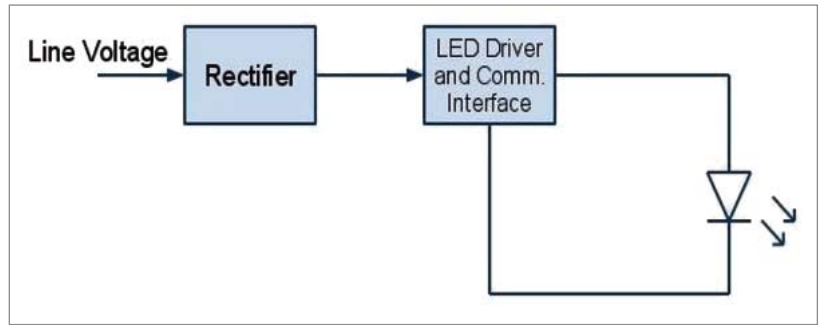 Line Voltage
Rectifier
LED Driver
and Comm.
Interface